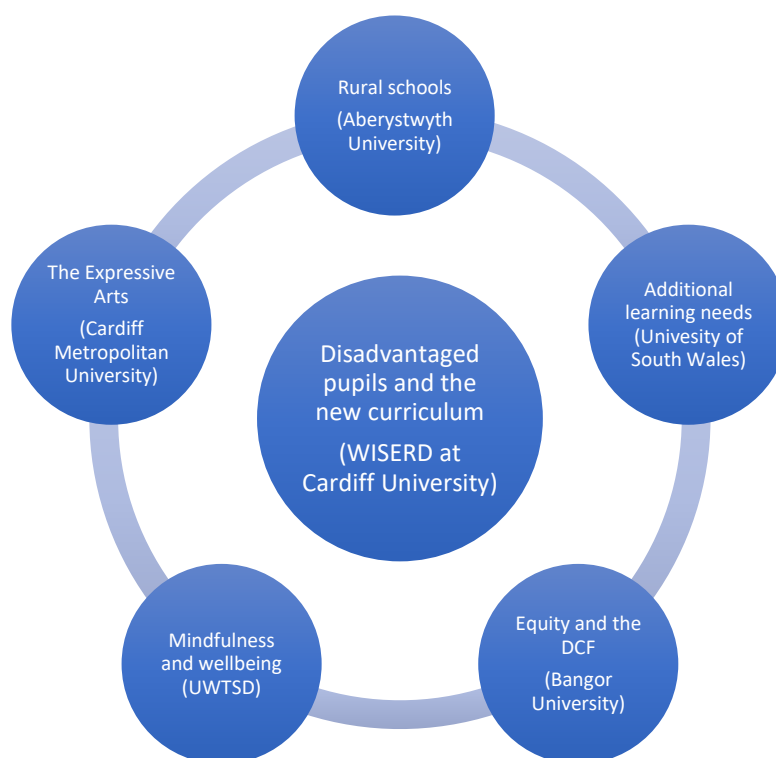 Rural schools
(Aberystwyth
University)
The Expressive
Arts
(Cardiff
Metropolitan
University)
Additional
learning needs
(Univesity of
South Wales)
Disadvantaged
pupils and the
new curriculum
(WISERD at
Cardiff University)
Mindfulness
and wellbeing
(UWTSD)
Equity and the
DCF
(Bangor
University)